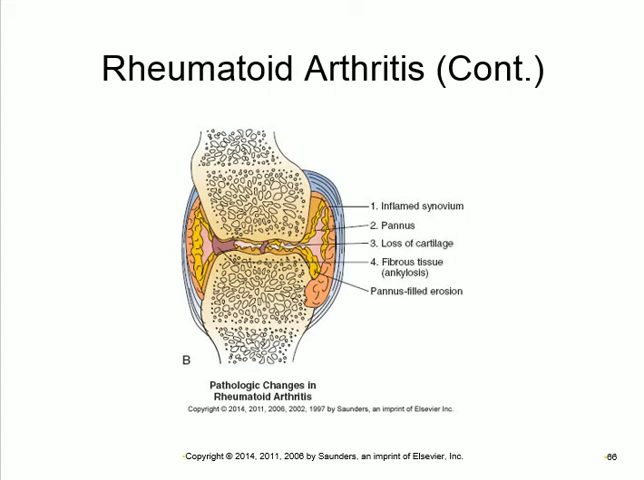 Rheumatoid Arthritis (Cont.)
1. Inflamed synovium
2. Pannus
3. Loss of cartilage
4. Fibrous tissue
(ankylosis)
Pannus-filled erosion
B
Pathologic Changes in
Rheumatoid Arthritis
Copyright © 2014, 2011, 2006, 2002, 1997 by Saunders, an imprint of Elsevier Inc.
Copyright © 2014, 2011, 2006 by Saunders, an imprint of Elsevier, Inc.
66